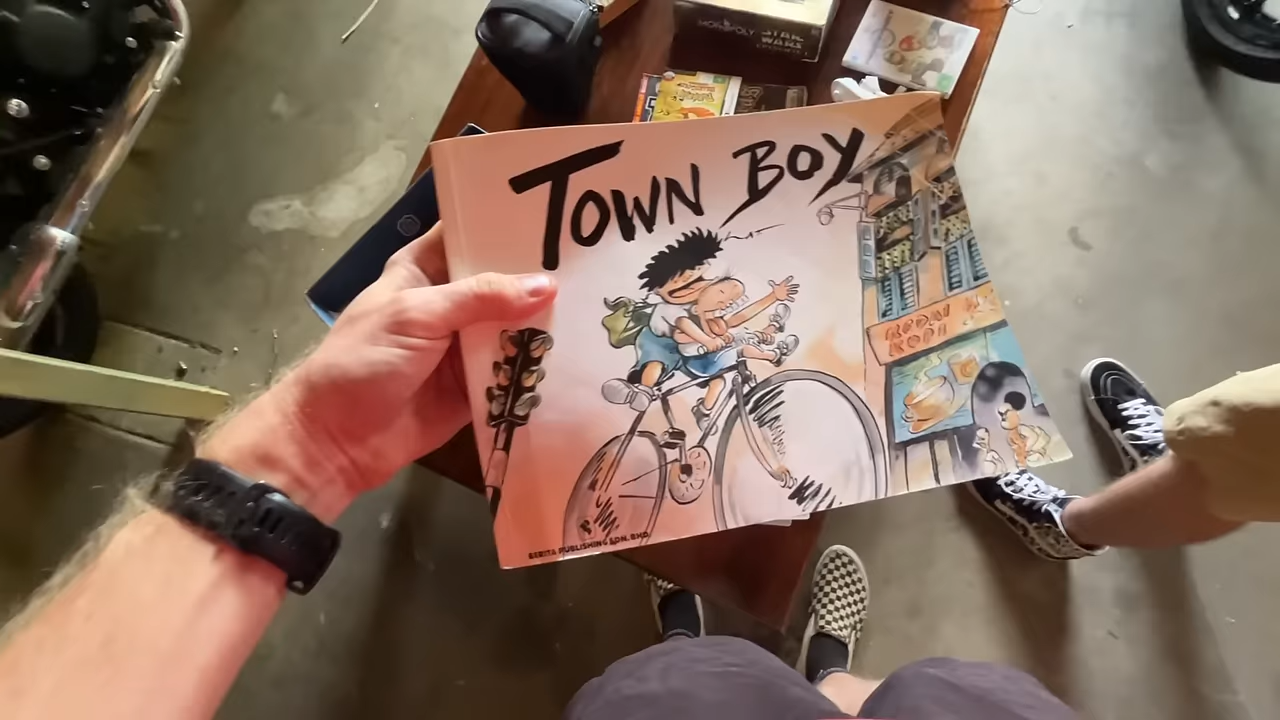 MONOPOLY
STAR
WARS
TOWN BOY
KEDAI
KOPI
BERITA PUBLISHING SDN. BHD